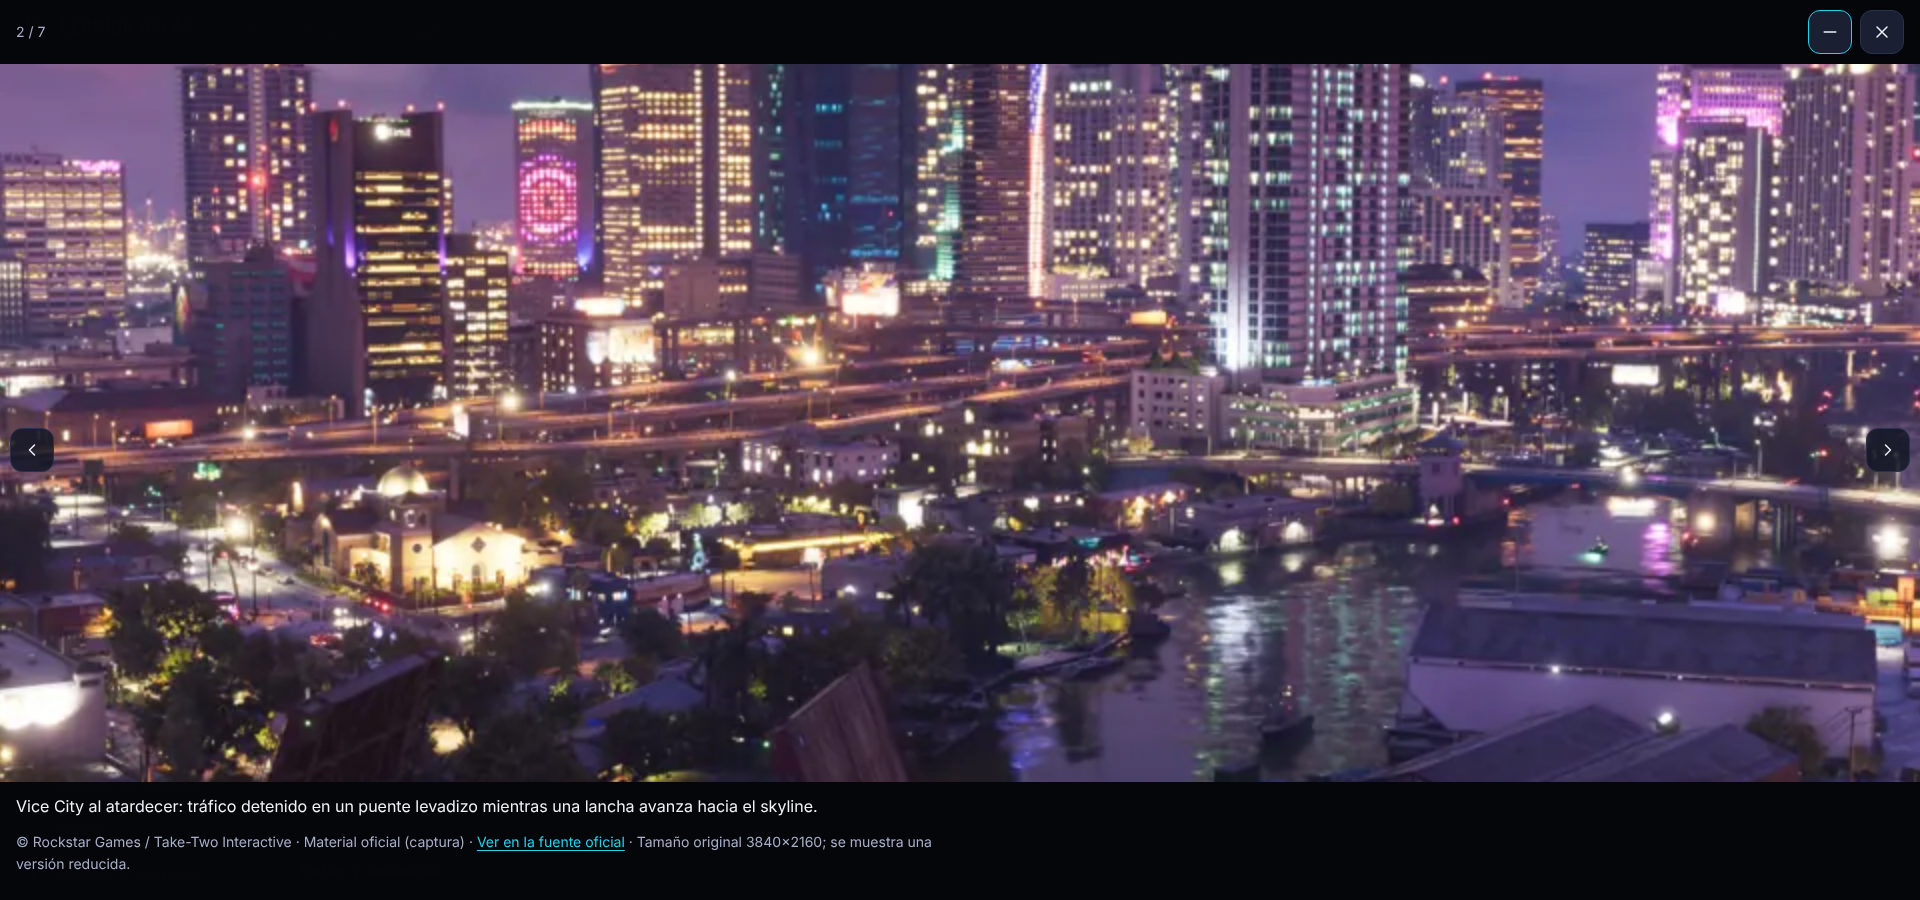 2 / 7
Vice City al atardecer: tráfico detenido en un puente levadizo mientras una lancha avanza hacia el skyline.
© Rockstar Games / Take-Two Interactive · Material oficial (captura) · Ver en la fuente oficial · Tamaño original 3840×2160; se muestra una
versión reducida.